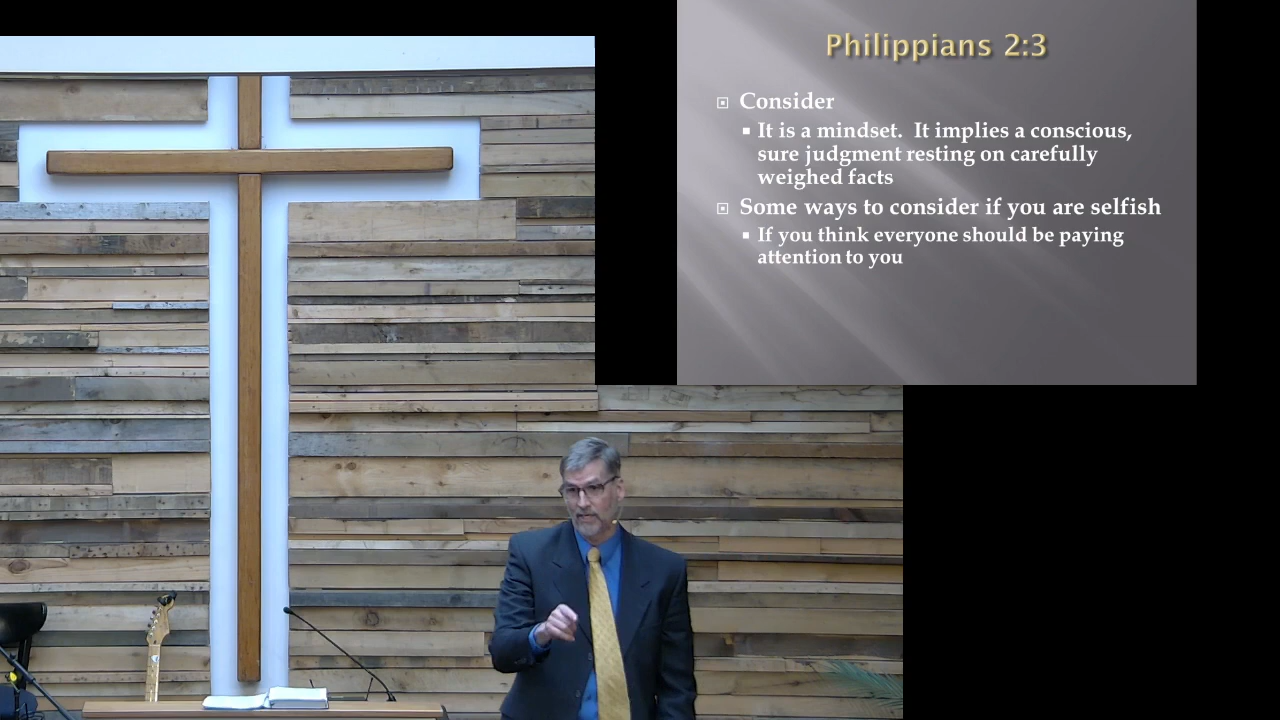 Philippians 2:3
Consider
It is a mindset.  It implies a conscious,
sure judgment resting on carefully
weighed facts
Some ways to consider if you are selfish
If you think everyone should be paying
attention to you